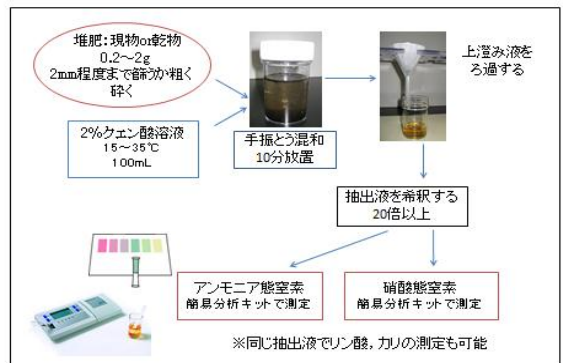 堆肥:現物or乾物
0.2～2g
2mm程度まで篩うか粗く
砕く
2%クエン酸溶液
15～35℃
100mL
手振とう混和
10分放置
上澄み液を
ろ過する
抽出液を希釈する
20倍以上
アンモニア態窒素
簡易分析キットで測定
硝酸態窒素
簡易分析キットで測定
※同じ抽出液でリン酸,カリの測定も可能